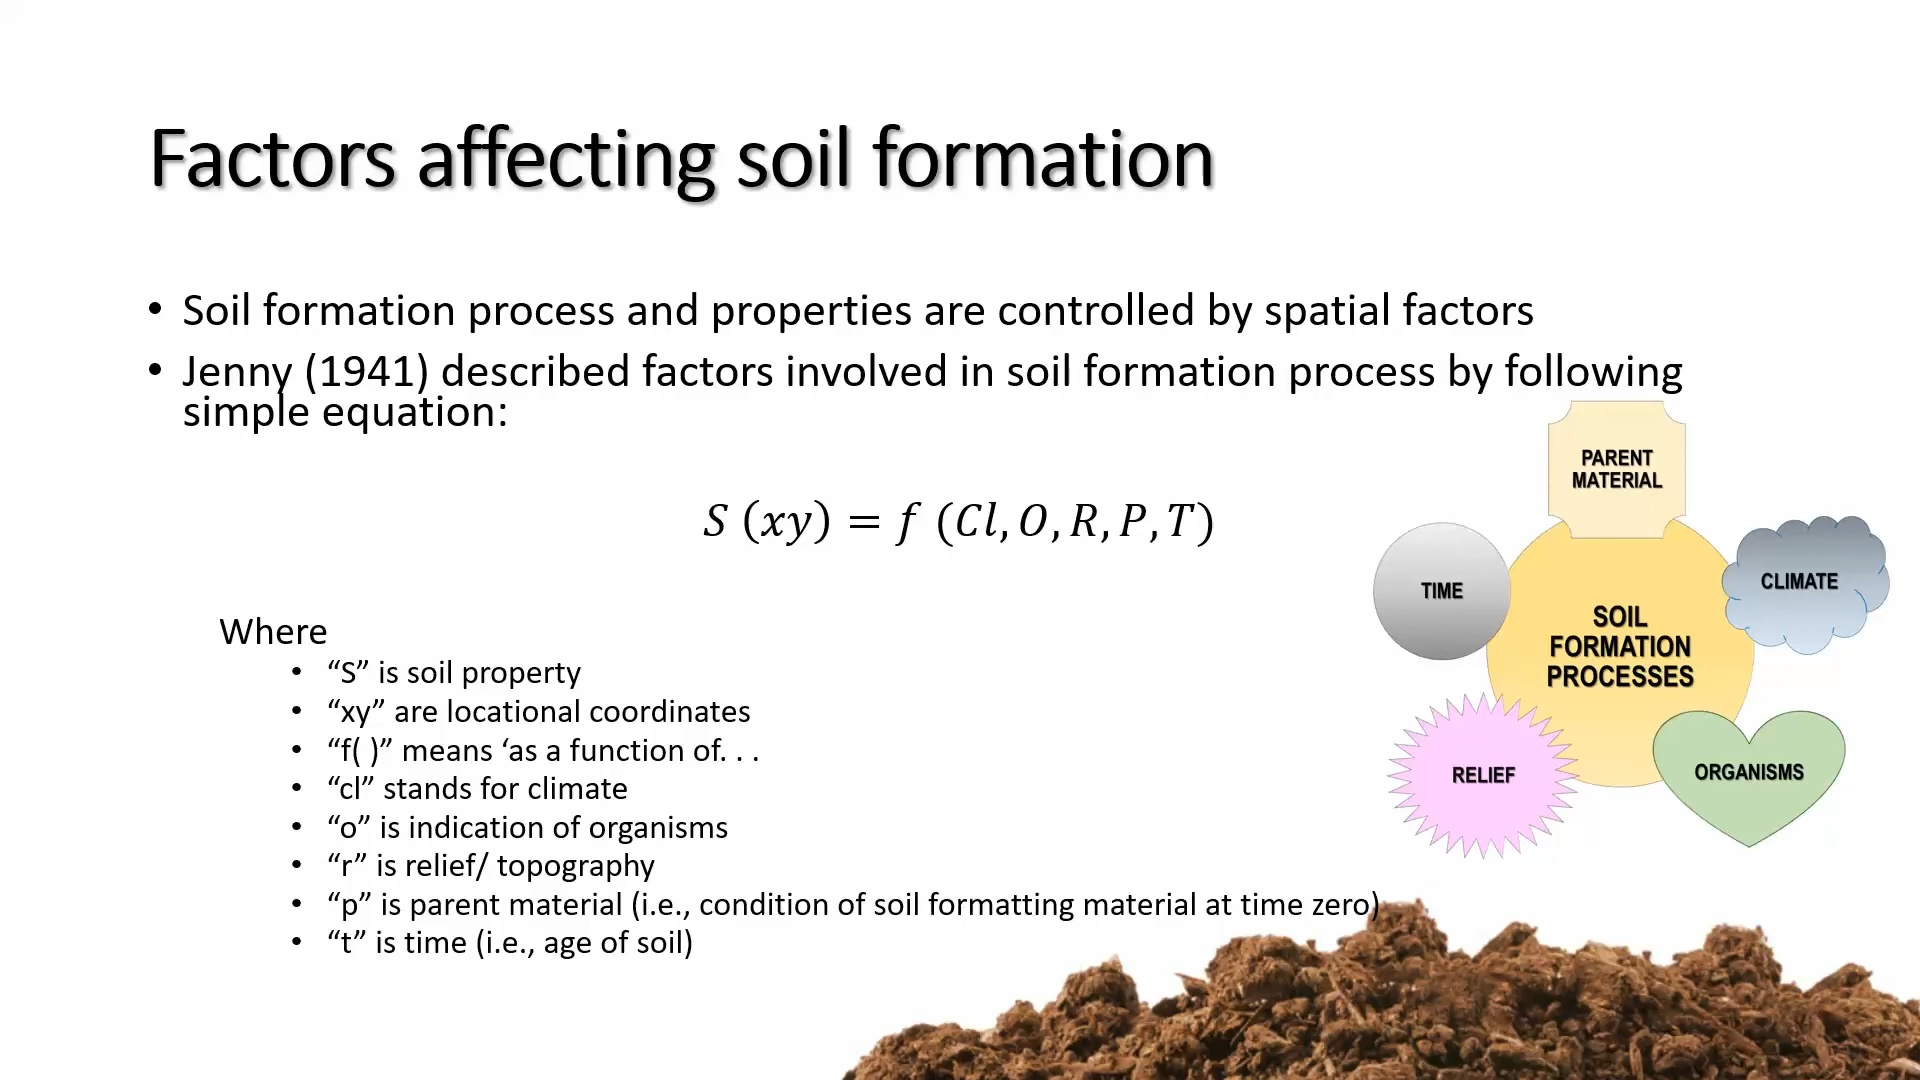 Factors affecting soil formation
• Soil formation process and properties are controlled by spatial factors
• Jenny (1941) described factors involved in soil formation process by following
simple equation:
S (xy) = f (Cl, O, R, P, T)
Where
• “S” is soil property
• “xy” are locational coordinates
• “f( )” means ‘as a function of. . .
• “cl” stands for climate
• “o” is indication of organisms
• “r” is relief/ topography
• “p” is parent material (i.e., condition of soil formatting material at time zero)
• “t” is time (i.e., age of soil)
PARENT
MATERIAL
TIME
CLIMATE
SOIL
FORMATION
PROCESSES
RELIEF
ORGANISMS